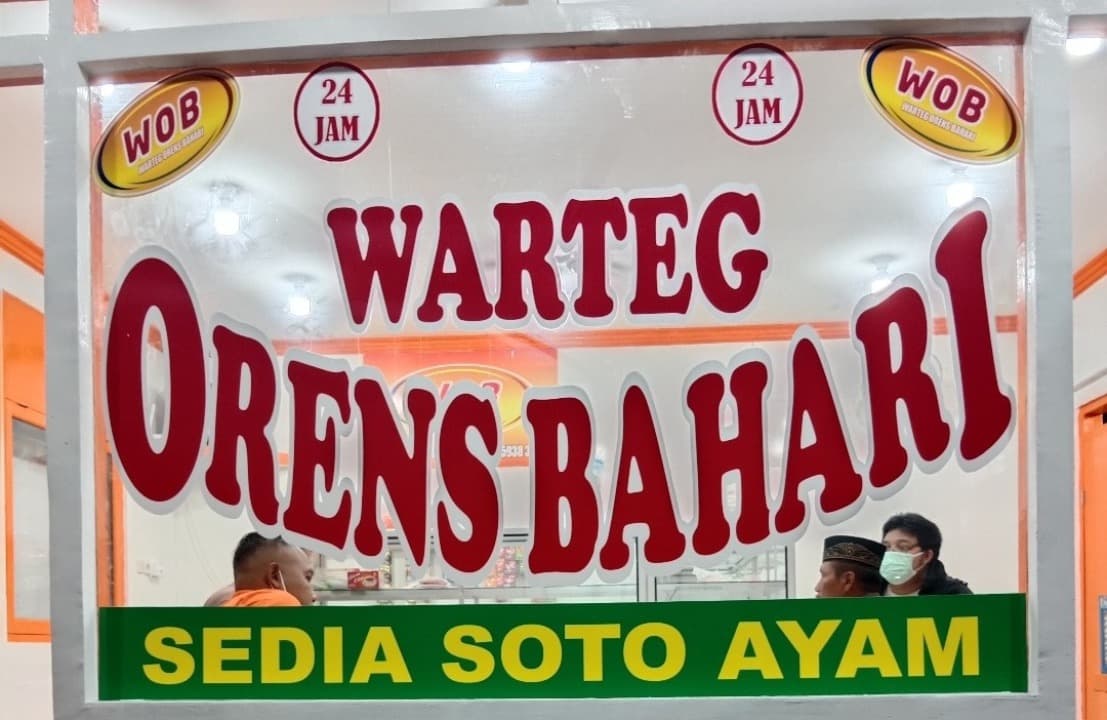 WOB
WARTEG ORENS BAHARI
24
JAM
24
JAM
WOB
WARTEG ORENS BAHARI
WARTEG
ORENS BAHARI
SEDIA SOTO AYAM